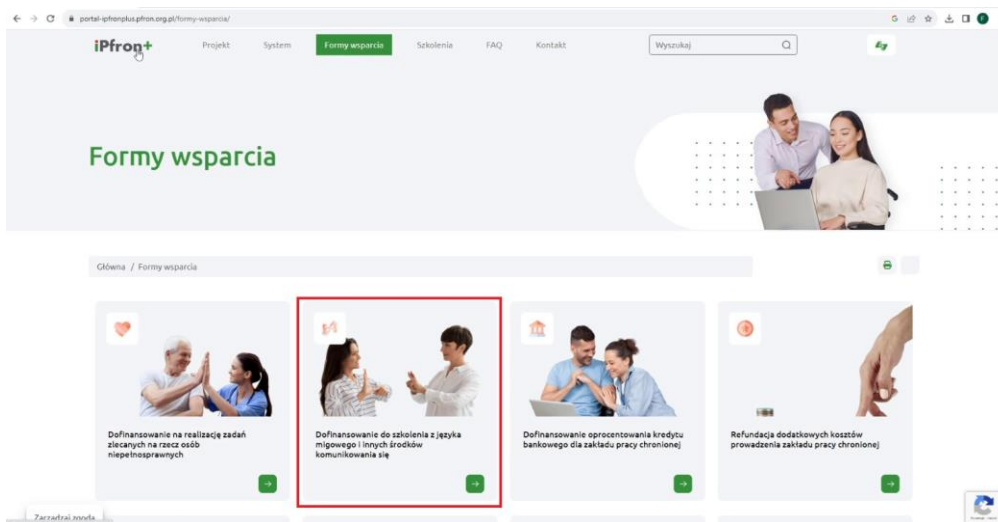 portal-ipfronplus.pfron.org.pl/formy-wsparcia/
iPfron+ Projekt System Formy wsparcia Szkolenia FAQ Kontakt Wyszukaj
Formy wsparcia
Główna / Formy wsparcia
Dofinansowanie na realizację zadań
zlecanych na rzecz osób
niepełnosprawnych
Dofinansowanie do szkolenia z języka
migowego i innych środków
komunikowania się
Dofinansowanie oprocentowania kredytu
bankowego dla zakładu pracy chronionej
Refundacja dodatkowych kosztów
prowadzenia zakładu pracy chronionej
Zarządzaj zgodą